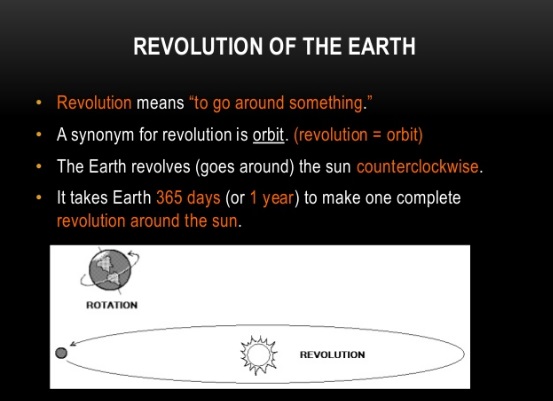 REVOLUTION OF THE EARTH
• Revolution means “to go around something.”
• A synonym for revolution is orbit. (revolution = orbit)
• The Earth revolves (goes around) the sun counterclockwise.
• It takes Earth 365 days (or 1 year) to make one complete
revolution around the sun.
ROTATION
REVOLUTION